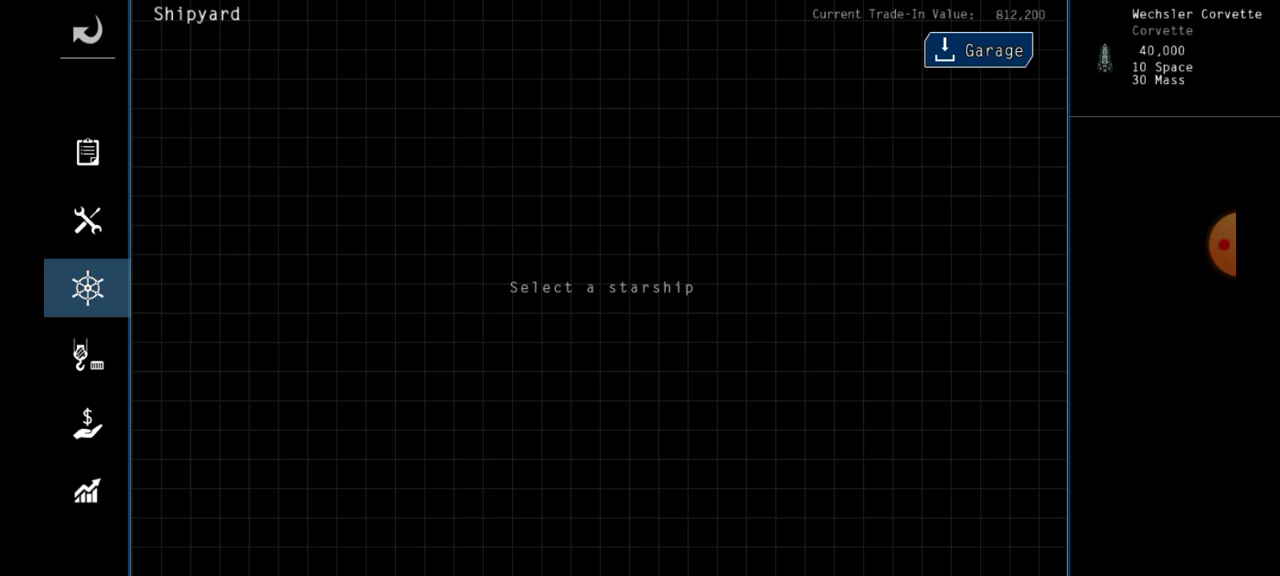 Shipyard
Current Trade-In Value: 812,200
Garage
Select a starship
Wechsler Corvette
Corvette
40,000
10 Space
30 Mass